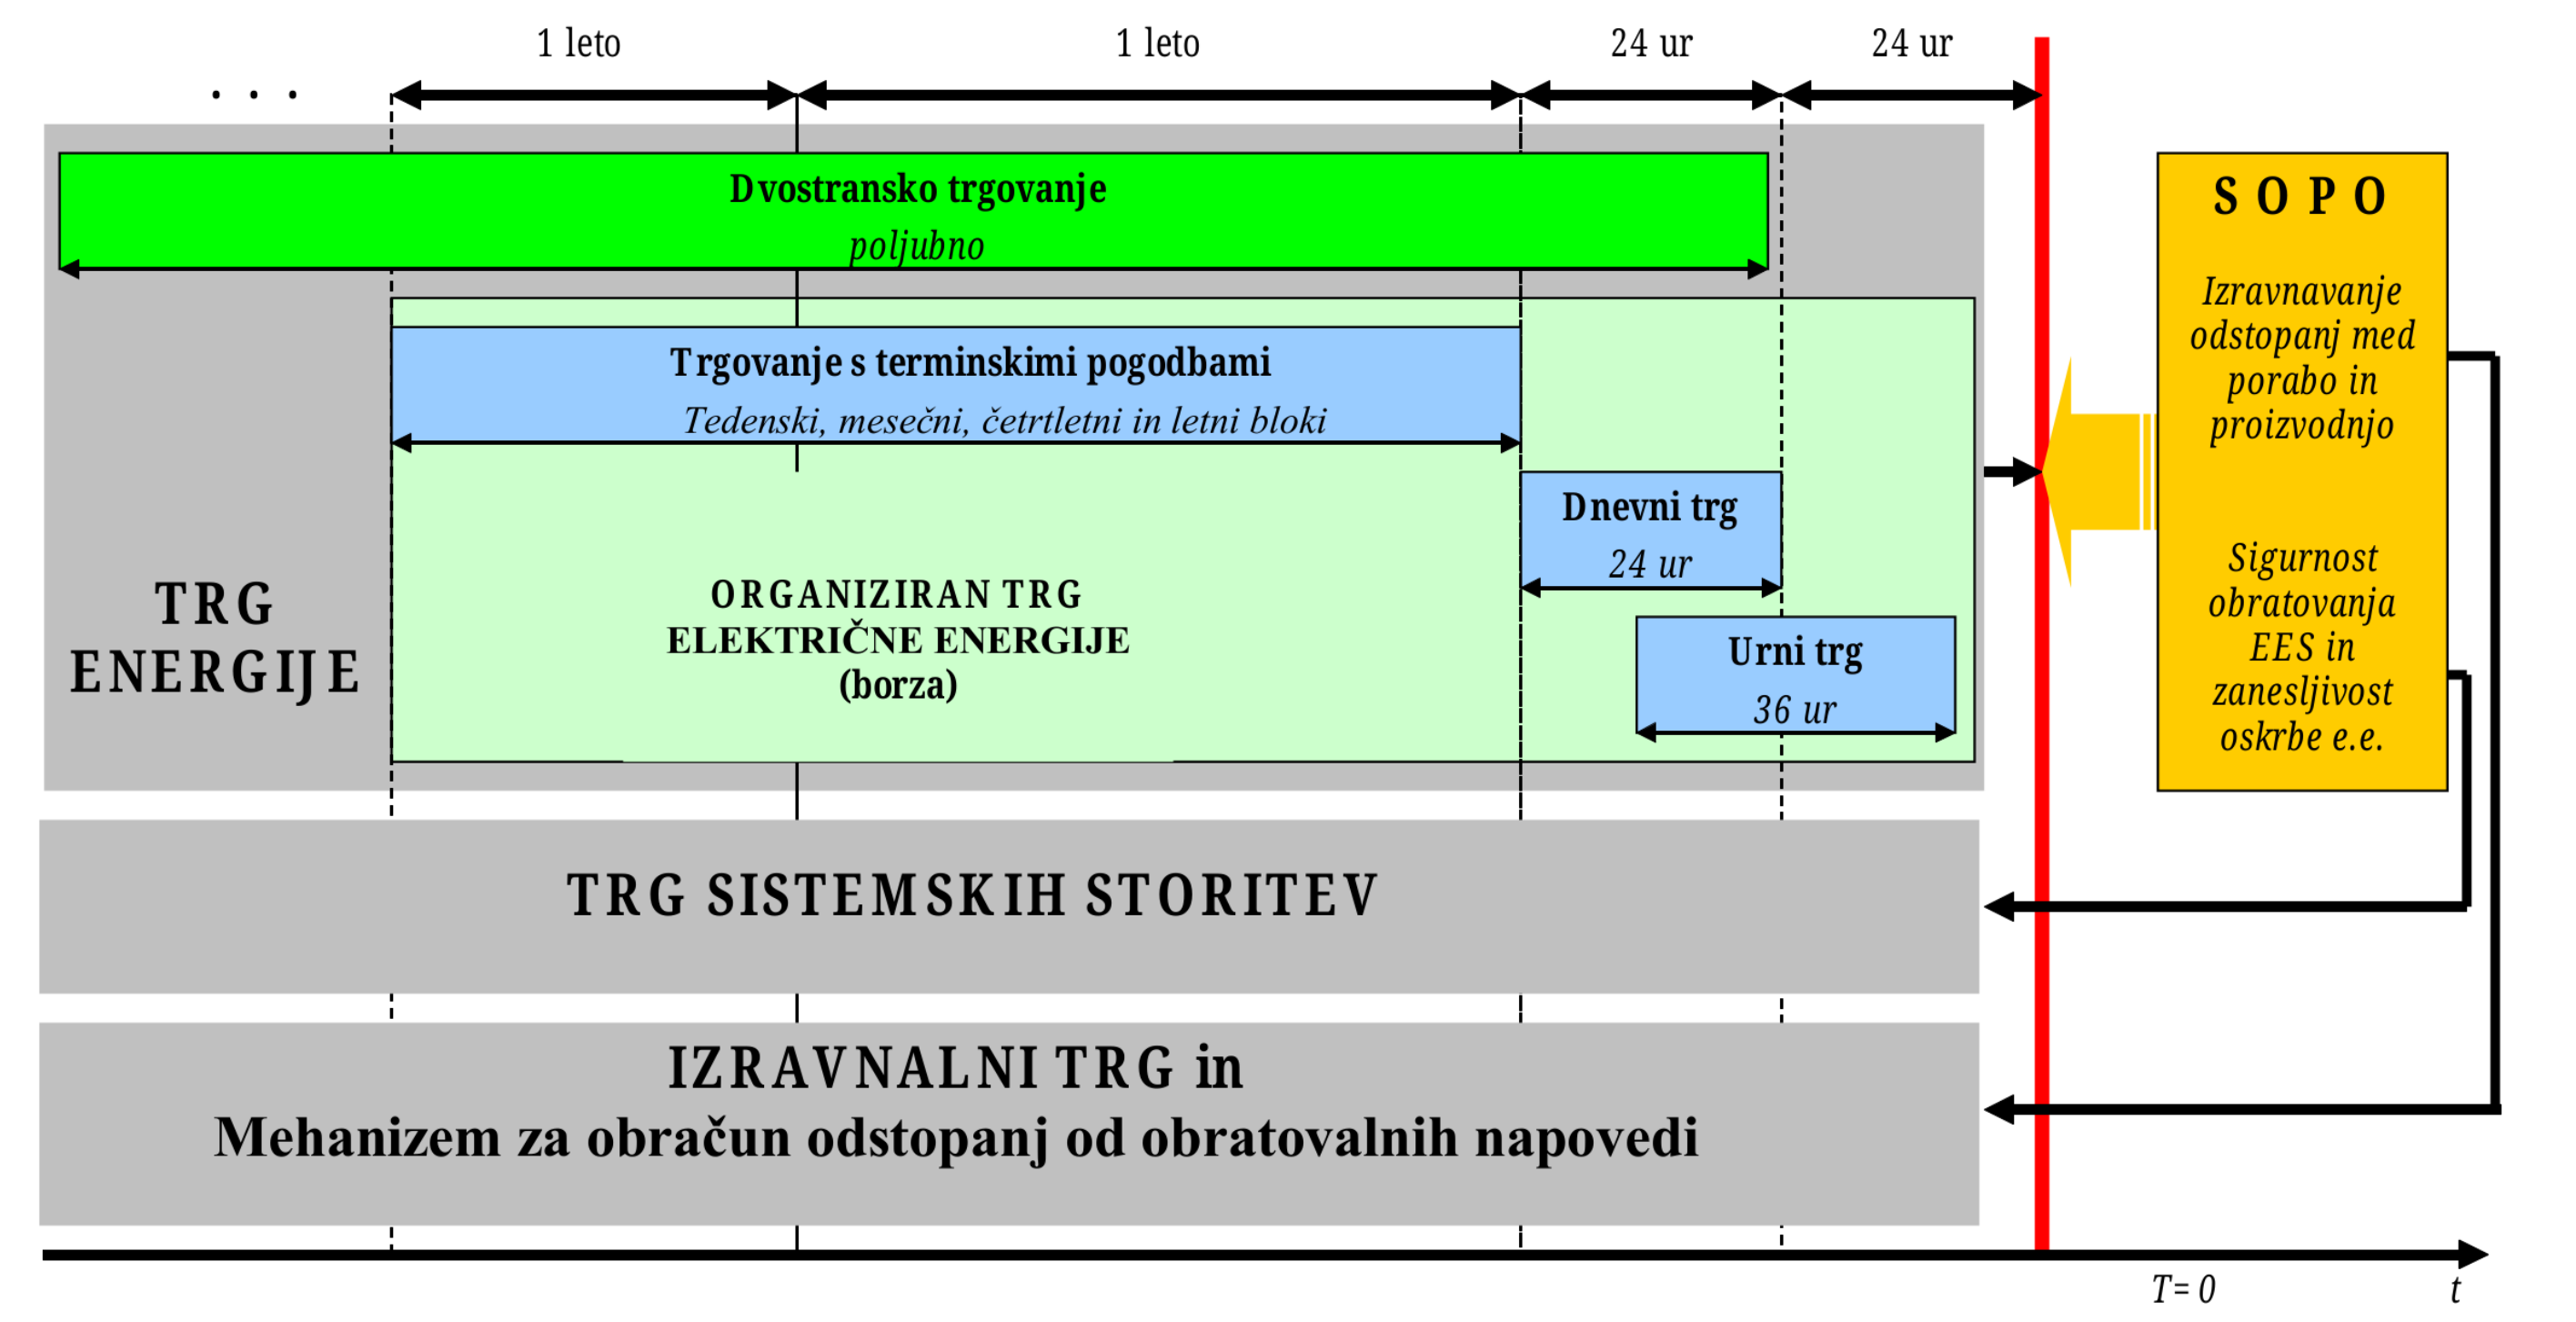 1 leto
1 leto
24 ur
24 ur
. . .
Dvostransko trgovanje
poljubno
Trgovanje s terminskimi pogodbami
Tedenski, mesečni, četrtletni in letni bloki
Dnevni trg
24 ur
Urni trg
36 ur
ORGANIZIRAN TRG
ELEKTRIČNE ENERGIJE
(borza)
TRG
ENERGIJE
S O P O
Izravnavanje
odstopanj med
porabo in
proizvodnjo
Sigurnost
obratovanja
EES in
zanesljivost
oskrbe e.e.
TRG SISTEMSKIH STORITEV
IZRAVNALNI TRG in
Mehanizem za obračun odstopanj od obratovalnih napovedi
T= 0
t